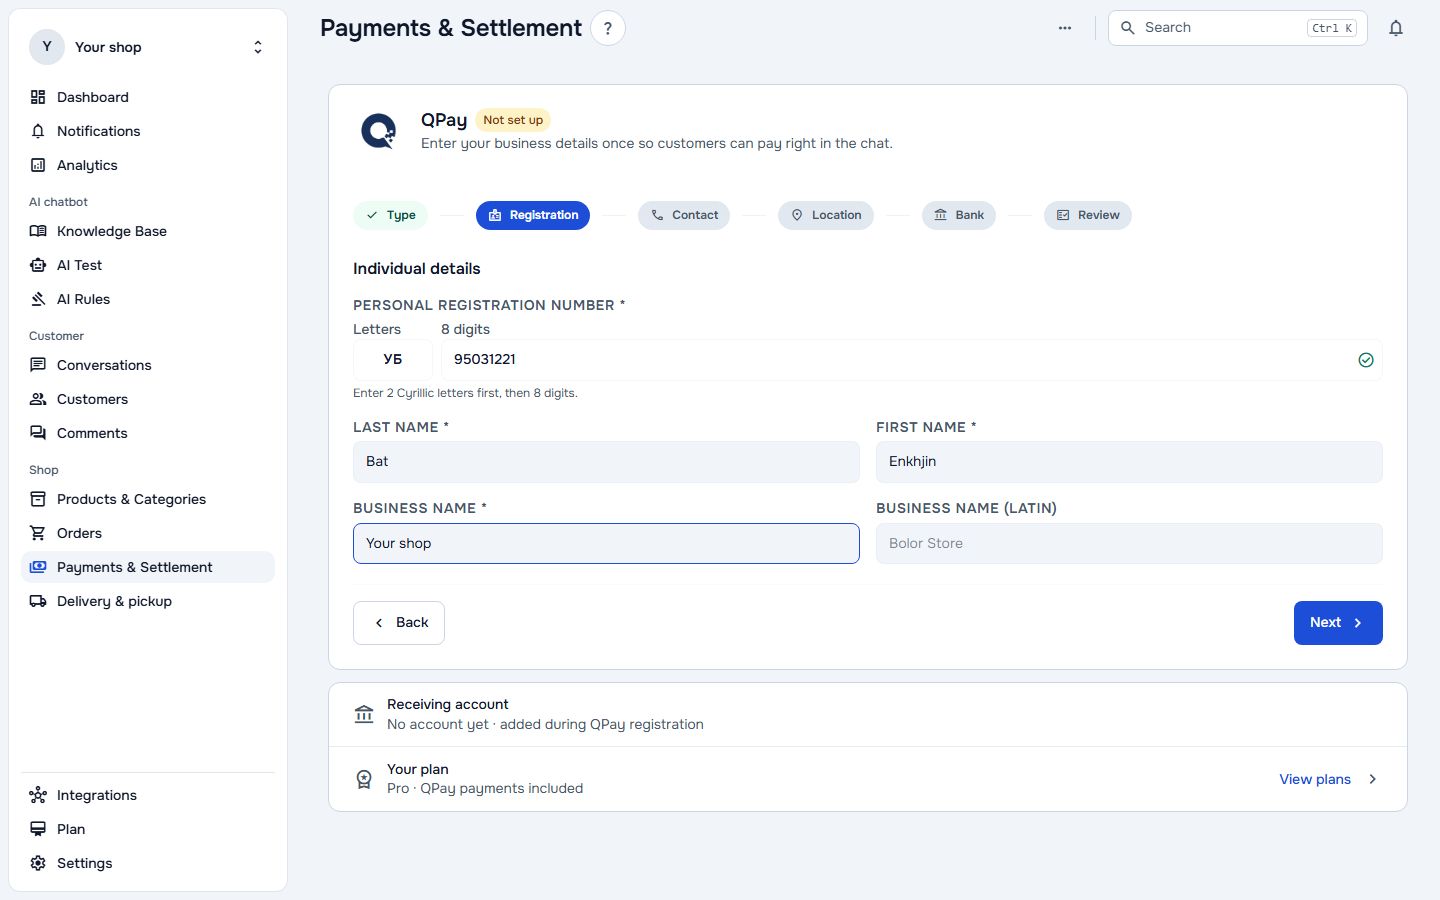 Y Your shop
Dashboard
Notifications
Analytics
AI chatbot
Knowledge Base
AI Test
AI Rules
Customer
Conversations
Customers
Comments
Shop
Products & Categories
Orders
Payments & Settlement
Delivery & pickup
Integrations
Plan
Settings
Payments & Settlement ?
Search Ctrl K
QPay Not set up
Enter your business details once so customers can pay right in the chat.
Type Registration Contact Location Bank Review
Individual details
PERSONAL REGISTRATION NUMBER *
Letters 8 digits
УБ 95031221
Enter 2 Cyrillic letters first, then 8 digits.
LAST NAME * FIRST NAME *
Bat Enkhjin
BUSINESS NAME * BUSINESS NAME (LATIN)
Your shop Bolor Store
Back Next
Receiving account
No account yet · added during QPay registration
Your plan
Pro · QPay payments included
View plans